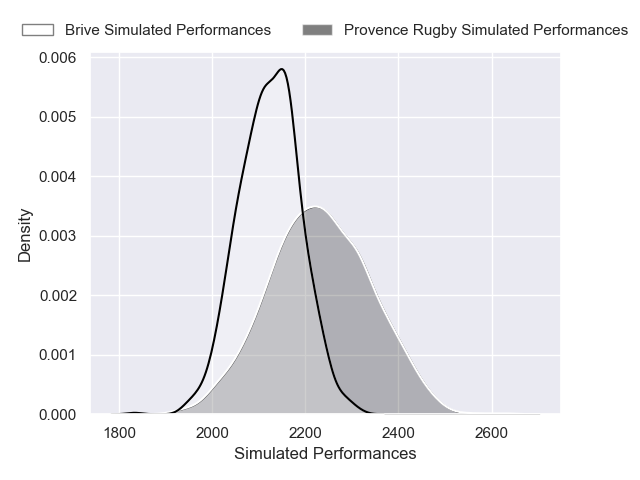 Brive Simulated Performances Provence Rugby Simulated Performances
0.006
0.005
0.004
0.003
0.002
0.001
0.000
Density
1800 2000 2200 2400 2600
Simulated Performances